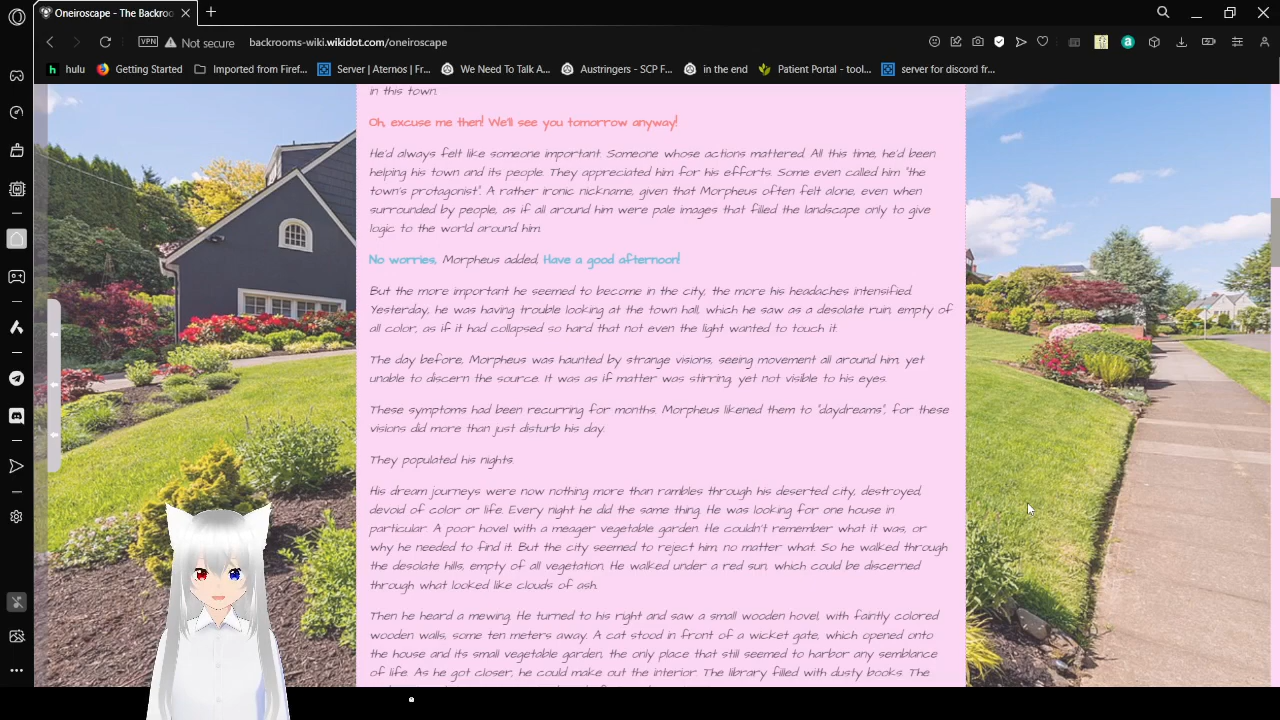 Oneiroscape - The Backroo
VPN
Not secure
backrooms-wiki.wikidot.com/oneiroscape
hulu
Getting Started
Imported from Firef...
Server | Aternos | Fr...
We Need To Talk A...
Austringers - SCP F...
in the end
Patient Portal - tool...
server for discord fr...
in this town.
Oh, excuse me then! We'll see you tomorrow anyway!
He'd always felt like someone important. Someone whose actions mattered. All this time, he'd been
helping his town and its people. They appreciated him for his efforts. Some even called him "the
town's protagonist". A rather ironic nickname, given that Morpheus often felt alone, even when
surrounded by people, as if all around him were pale images that filled the landscape only to give
logic to the world around him.
No worries, Morpheus added, Have a good afternoon!
But the more important he seemed to become in the city, the more his headaches intensified.
Yesterday, he was having trouble looking at the town hall, which he saw as a desolate ruin, empty of
all color, as if it had collapsed so hard that not even the light wanted to touch it.
The day before, Morpheus was haunted by strange visions, seeing movement all around him, yet
unable to discern the source. It was as if matter was stirring, yet not visible to his eyes.
These symptoms had been recurring for months. Morpheus likened them to "daydreams", for these
visions did more than just disturb his day.
They populated his nights.
His dream journeys were now nothing more than rambles through his deserted city, destroyed,
devoid of color or life. Every night he did the same thing. He was looking for one house in
particular. A poor hovel with a meager vegetable garden. He couldn't remember what it was, or
why he needed to find it. But the city seemed to reject him, no matter what. So he walked through
the desolate hills, empty of all vegetation. He walked under a red sun, which could be discerned
through what looked like clouds of ash.
Then he heard a mewing. He turned to his right and saw a small wooden hovel, with faintly colored
wooden walls, some ten meters away. A cat stood in front of a wicket gate, which opened onto
the house and its small vegetable garden, the only place that still seemed to harbor any semblance
of life. As he got closer, he could make out the interior. The library filled with dusty books. The